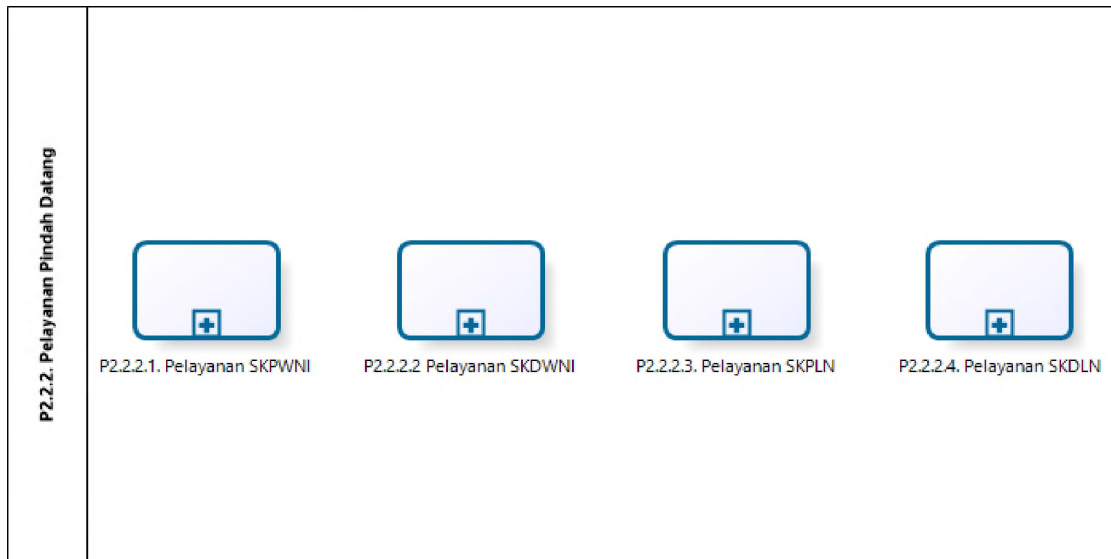 P2.2.2. Pelayanan Pindah Datang
P2.2.2.1. Pelayanan SKPWNI
P2.2.2.2 Pelayanan SKDWNI
P2.2.2.3. Pelayanan SKPLN
P2.2.2.4. Pelayanan SKDLN